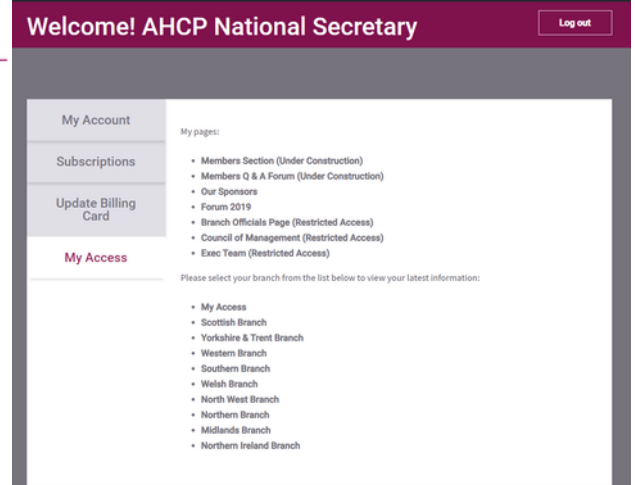 Welcome! AHCP National Secretary
Log out
My Account
Subscriptions
Update Billing
Card
My Access
My pages:
• Members Section (Under Construction)
• Members Q & A Forum (Under Construction)
• Our Sponsors
• Forum 2019
• Branch Officials Page (Restricted Access)
• Council of Management (Restricted Access)
• Exec Team (Restricted Access)
Please select your branch from the list below to view your latest information:
• My Access
• Scottish Branch
• Yorkshire & Trent Branch
• Western Branch
• Southern Branch
• Welsh Branch
• North West Branch
• Northern Branch
• Midlands Branch
• Northern Ireland Branch